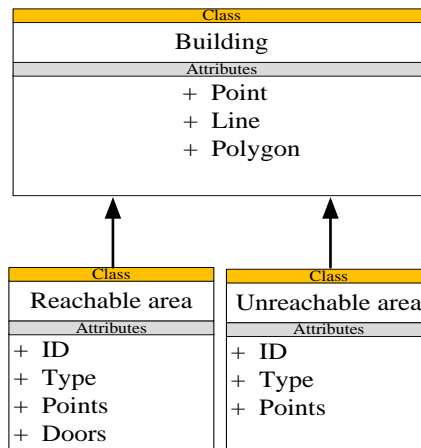 Class
Building
Attributes
+ Point
+ Line
+ Polygon
Class
Reachable area
Attributes
+ ID
+ Type
+ Points
+ Doors
Class
Unreachable area
Attributes
+ ID
+ Type
+ Points